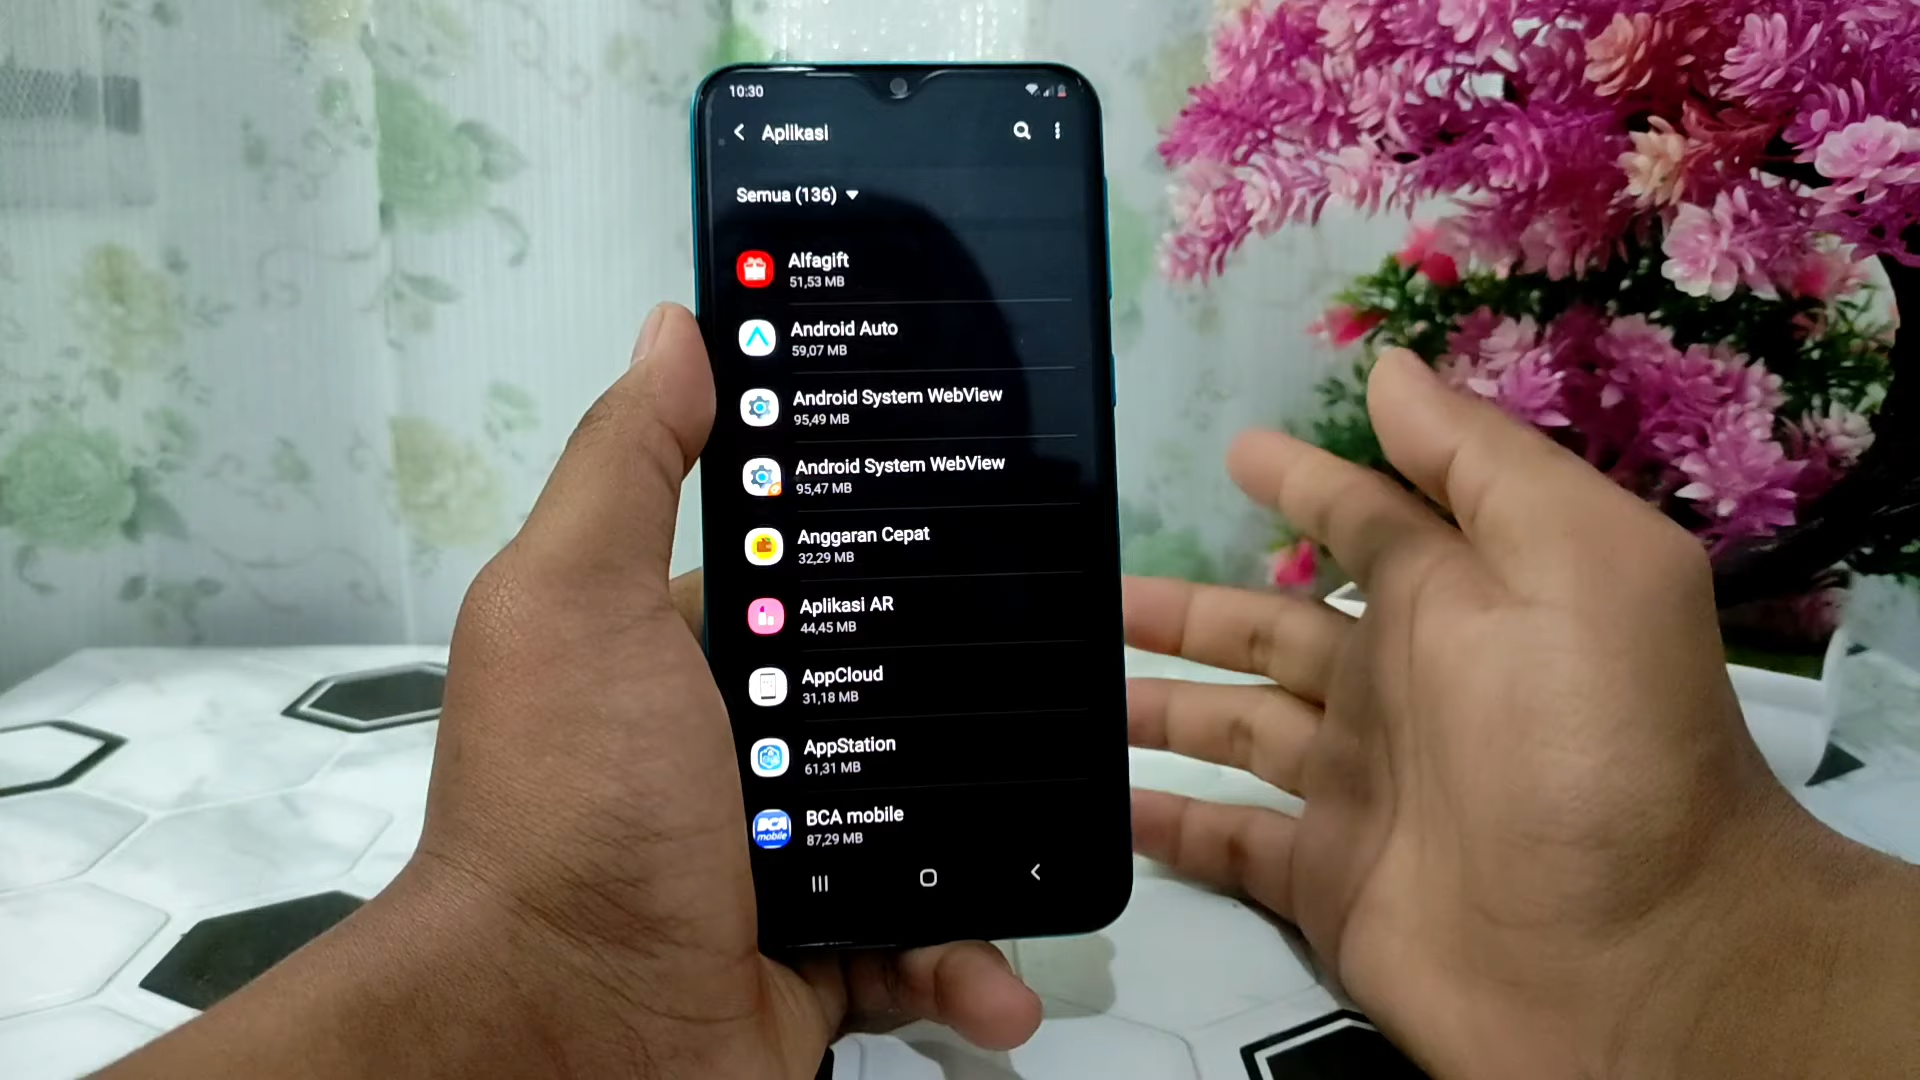 10:30
Aplikasi
Semua (136)
Alfagift
51,53 MB
Android Auto
59,07 MB
Android System WebView
95,49 MB
Android System WebView
95,47 MB
Anggaran Cepat
32,29 MB
Aplikasi AR
44,45 MB
AppCloud
31,18 MB
AppStation
61,31 MB
BCA mobile
BCA mobile
87,29 MB